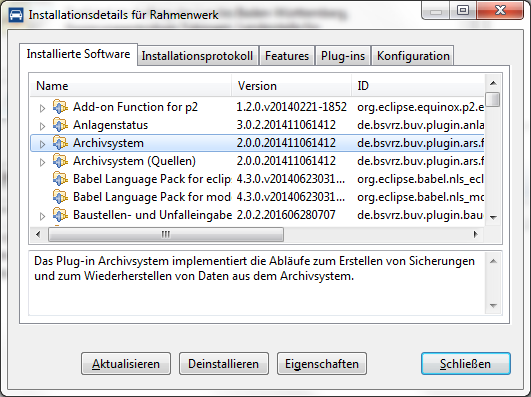 Installationsdetails für Rahmenwerk
Installierte Software Installationsprotokoll Features Plug-ins Konfiguration
Name Version ID
Add-on Function for p2 1.2.0.v20140221-1852 org.eclipse.equinox.p2.e
Anlagenstatus 3.0.2.201411061412 de.bsvrz.buv.plugin.anla
Archivsystem 2.0.0.201411061412 de.bsvrz.buv.plugin.ars.f
Archivsystem (Quellen) 2.0.0.201411061412 de.bsvrz.buv.plugin.ars.f
Babel Language Pack for eclip 4.3.0.v20140623031... org.eclipse.babel.nls_ecl
Babel Language Pack for mod 4.3.0.v20140623031... org.eclipse.babel.nls_mo
Baustellen- und Unfalleingabe 2.0.2.201606280707 de.bsvrz.buv.plugin.bau
Das Plug-in Archivsystem implementiert die Abläufe zum Erstellen von Sicherungen
und zum Wiederherstellen von Daten aus dem Archivsystem.
Aktualisieren Deinstallieren Eigenschaften Schließen